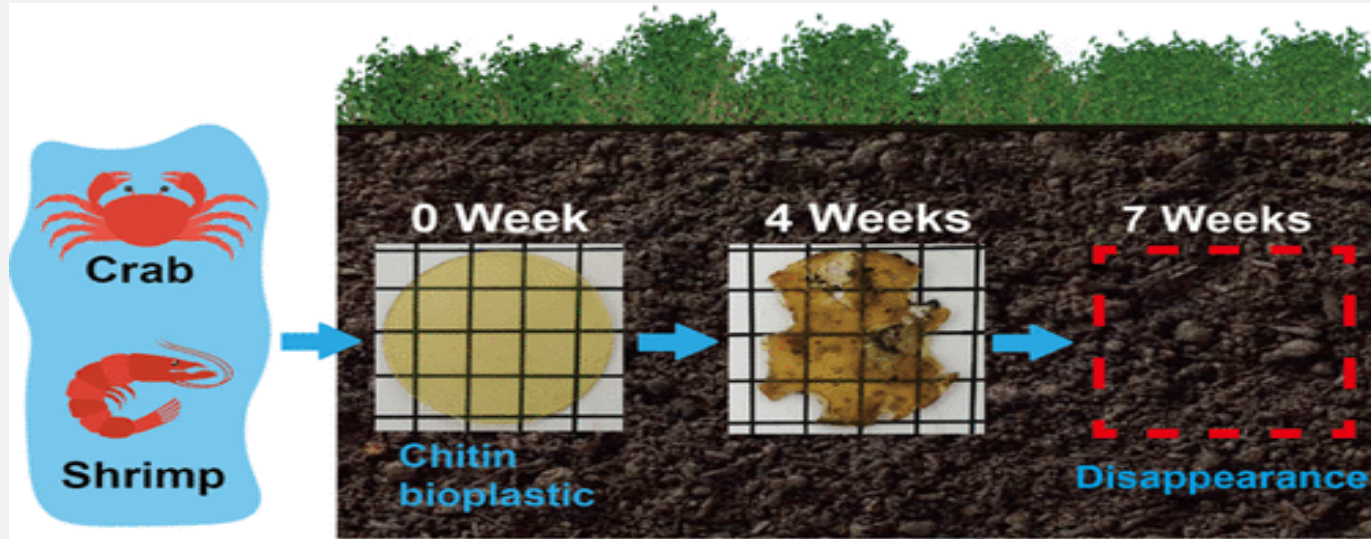 Crab
Shrimp
0 Week
Chitin
bioplastic
4 Weeks
7 Weeks
Disappearance